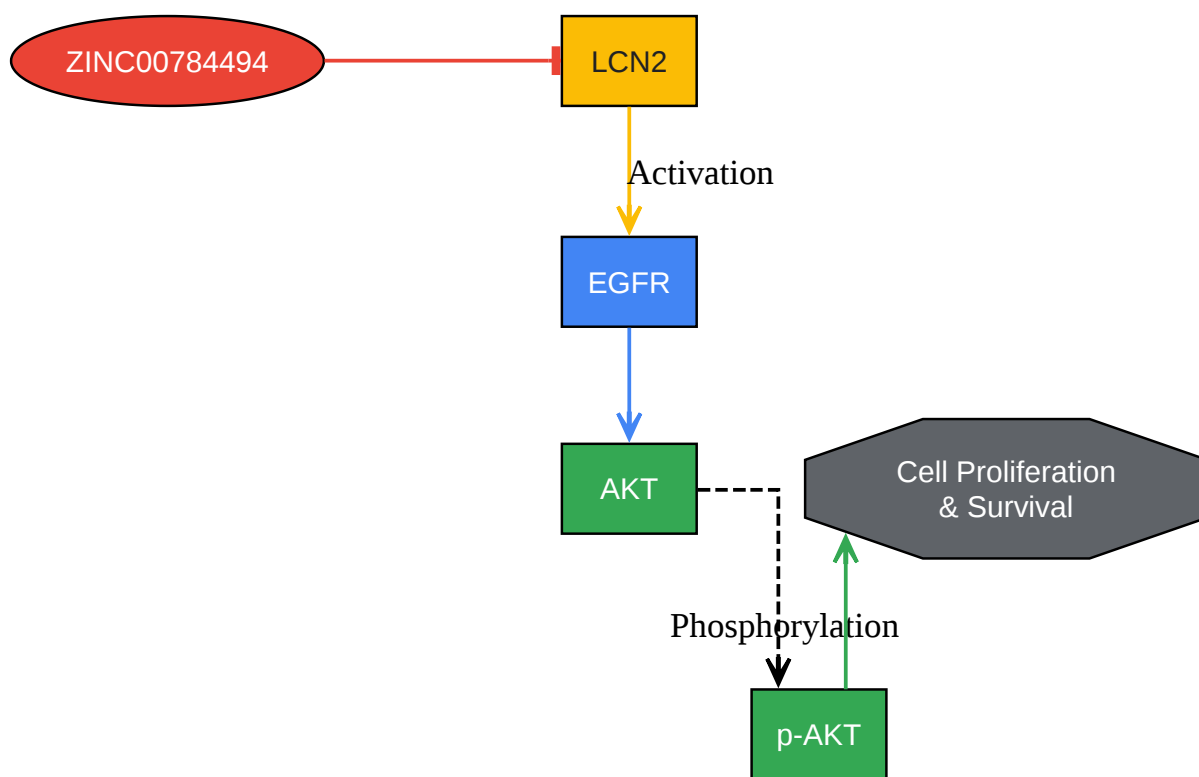 ZINC00784494
LCN2
Activation
EGFR
AKT
Cell Proliferation
& Survival
Phosphorylation
p-AKT